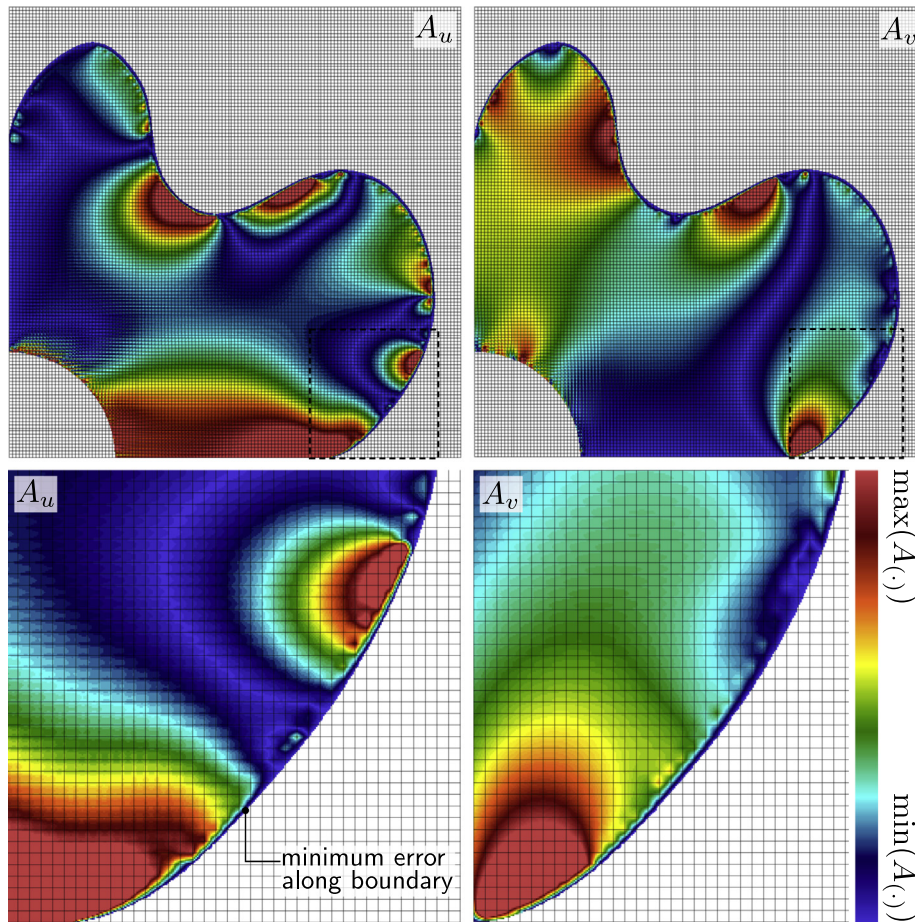 A_u
A_v
A_u
A_v
max(A_(·))
min(A_(·))
minimum error
along boundary